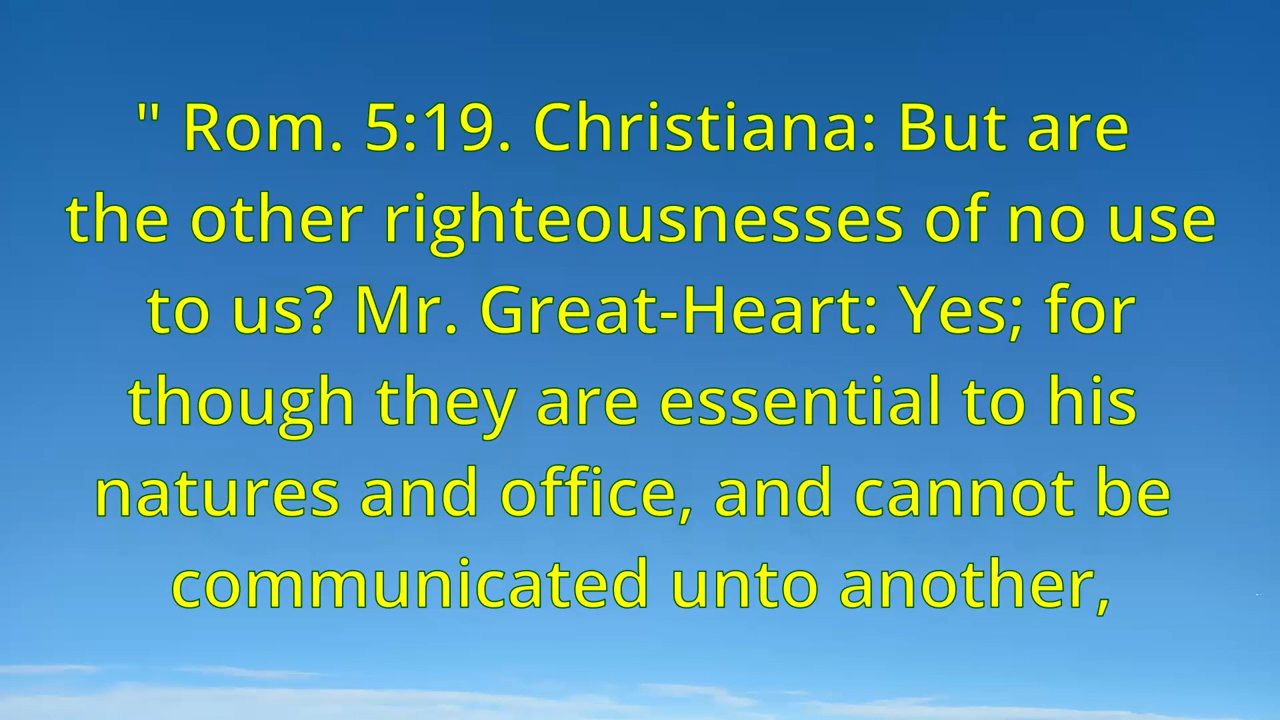 " Rom. 5:19. Christiana: But are
the other righteousnesses of no use
to us? Mr. Great-Heart: Yes; for
though they are essential to his
natures and office, and cannot be
communicated unto another,